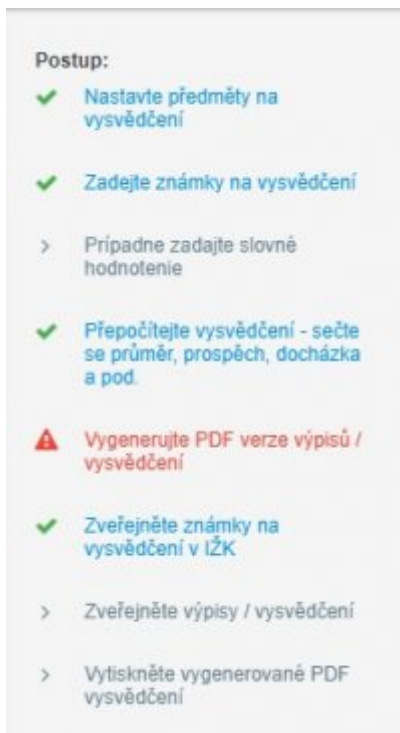 Postup:
Nastavte předměty na
vysvědčení
Zadejte známky na vysvědčení
Prípadne zadajte slovné
hodnotenie
Přepočítejte vysvědčení - sečte
se průměr, prospěch, docházka
a pod.
Vygenerujte PDF verze výpisů /
vysvědčení
Zveřejněte známky na
vysvědčení v IŽK
Zveřejněte výpisy / vysvědčení
Vytiskněte vygenerované PDF
vysvědčení